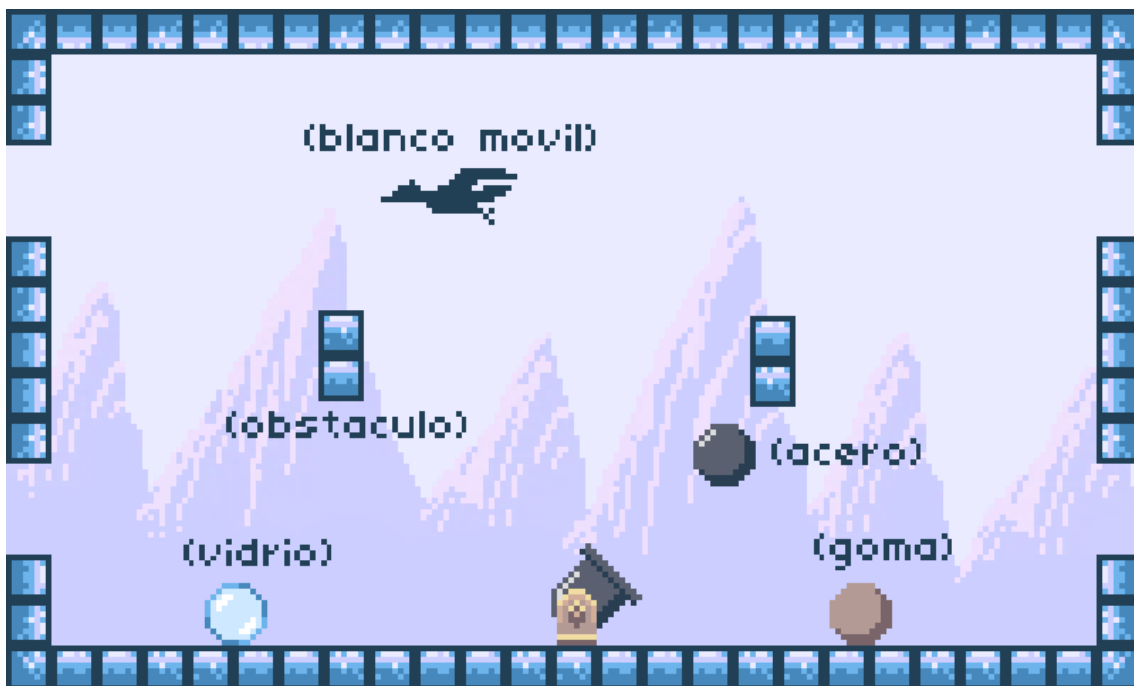 (blanco movil)
(obstaculo)
(acero)
(vidrio)
(goma)